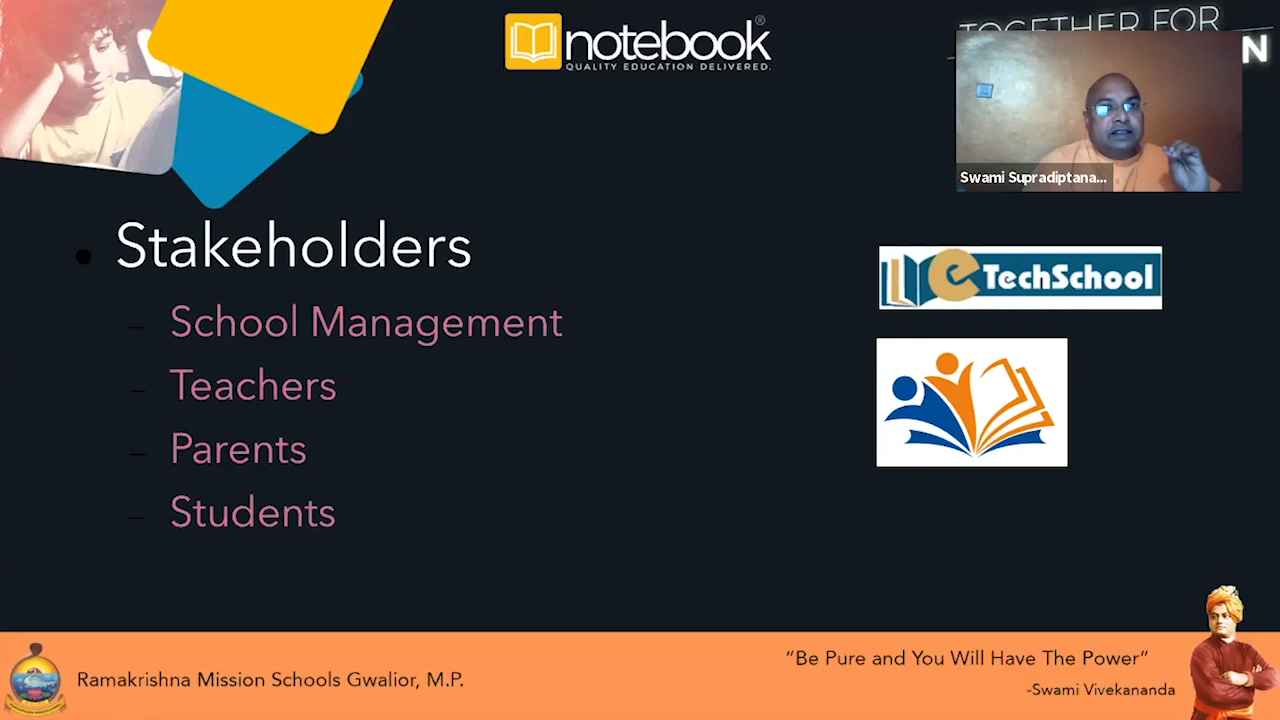 notebook®
QUALITY EDUCATION DELIVERED.
TOGETHER FOR
N
Swami Supradiptana...
Stakeholders
– School Management
– Teachers
– Parents
– Students
e TechSchool
"Be Pure and You Will Have The Power"
-Swami Vivekananda
Ramakrishna Mission Schools Gwalior, M.P.